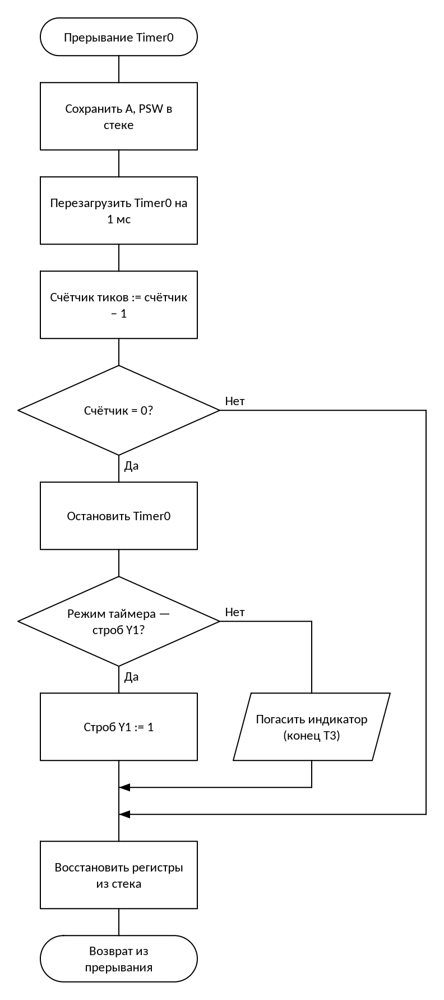 Прерывание Timer0
Сохранить A, PSW в
стеке
Перезагрузить Timer0 на
1 мс
Счётчик тиков := счётчик
− 1
Счётчик = 0?
Нет
Да
Остановить Timer0
Режим таймера —
строб Y1?
Нет
Да
Строб Y1 := 1
Погасить индикатор
(конец T3)
Восстановить регистры
из стека
Возврат из
прерывания